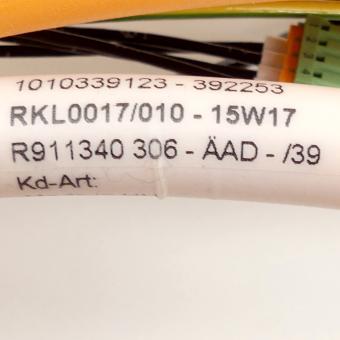 1010339123 - 392253
RKL0017/010 - 15W17
R911340 306 - ÄAD - /39
Kd-Art: